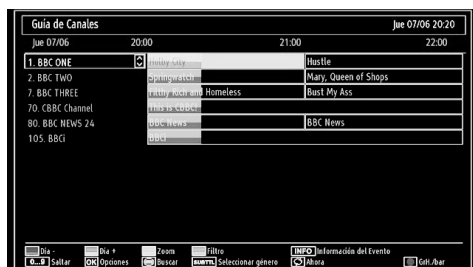 Guía de Canales Jue 07/06 20:20
Jue 07/06 20:00 21:00 22:00
1. BBC ONE Holby City Hustle
2. BBC TWO Springwatch Mary, Queen of Shops
7. BBC THREE Filthy Rich and Homeless Bust My Ass
70. CBBC Channel This is CBBC!
80. BBC NEWS 24 BBC News BBC News
105. BBCi BBCi
Día - Día + Zoom Filtro INFO Información del Evento
0...9 Saltar OK Opciones Buscar SUBTTL Seleccionar género Ahora GrH./bar